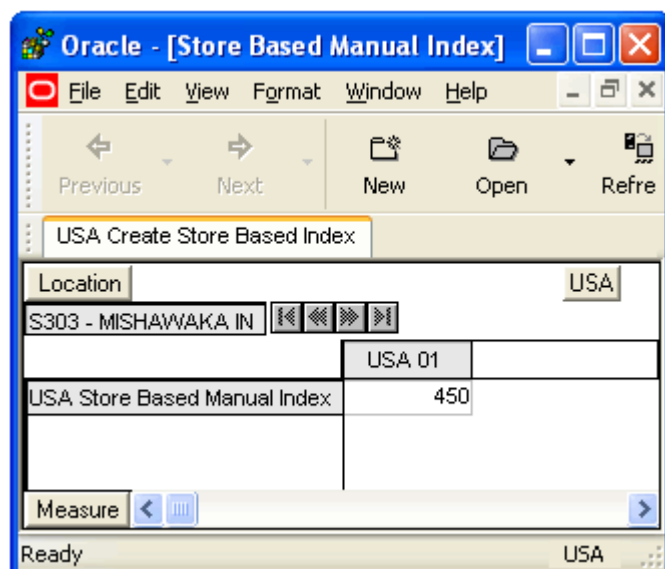 Oracle - [Store Based Manual Index]
File Edit View Format Window Help
Previous Next New Open Refre
USA Create Store Based Index
Location USA
S303 - MISHAWAKA IN
USA 01
USA Store Based Manual Index 450
Measure
Ready USA